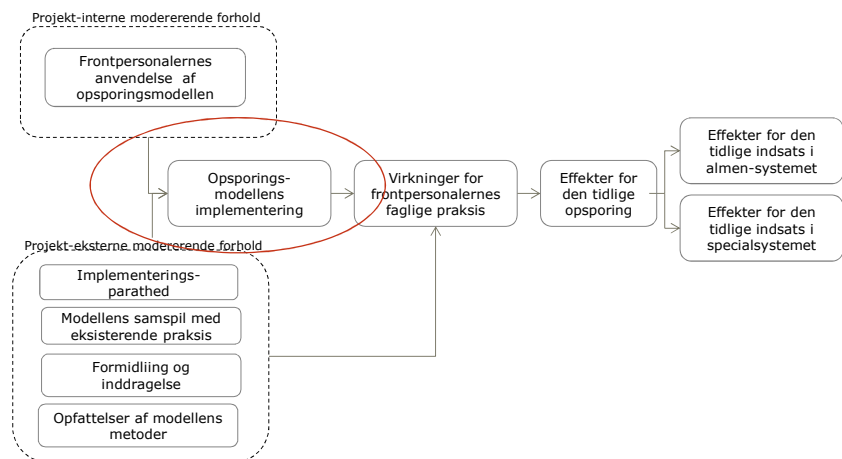 Projekt-interne modererende forhold
Frontpersonalernes
anvendelse af
opsporingsmodellen
Opsporings-
modellens
implementering
Virkninger for
frontpersonalernes
faglige praksis
Effekter for
den tidlige
opsporing
Effekter for den
tidlige indsats i
almen-systemet
Effekter for den
tidlige indsats i
specialsystemet
Projekt-eksterne modererende forhold
Implementerings-
parathed
Modellens samspil med
eksisterende praksis
Formidliing og
inddragelse
Opfattelser af modellens
metoder